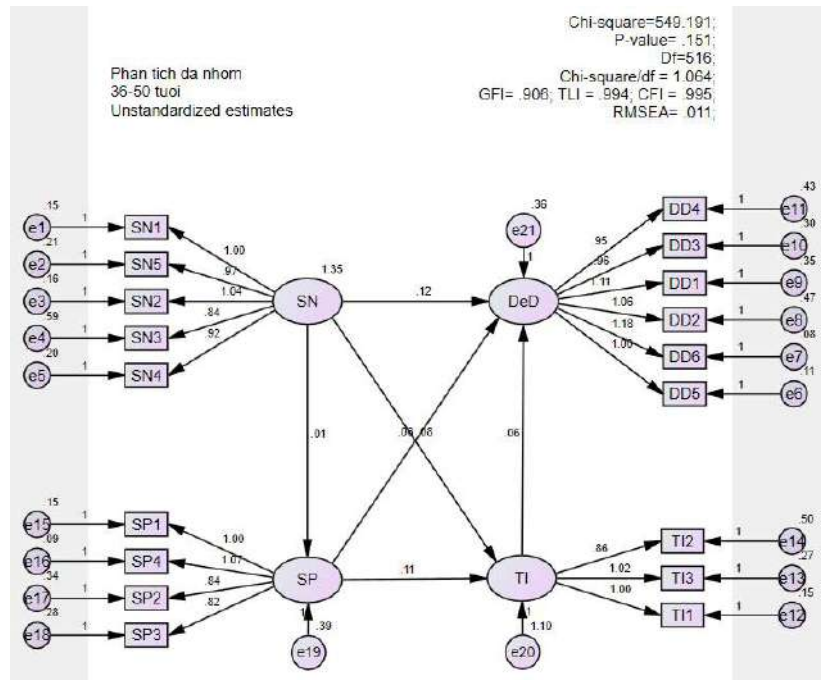 Chi-square=549.191;
P-value= .151;
Df=516;
Chi-square/df = 1.064;
GFI= .906; TLI = .994; CFI = .995;
RMSEA= .011;
Phan tich da nhom
36-50 tuoi
Unstandardized estimates
.15
e1 1 SN1
.21
e2 1 SN5
.16
e3 1 SN2
.59
e4 1 SN3
.20
e5 1 SN4
1.00
.97
1.04
.84
.92
1.35
SN
.12
.36
e21
1
DeD
.95
.96
1.11
1.06
1.18
1.00
.43
DD4 1 e11
.30
DD3 1 e10
.35
DD1 1 e9
.47
DD2 1 e8
.08
DD6 1 e7
.11
DD5 1 e6
.01
.08
.06
.15
e15 1 SP1
.09
e16 1 SP4
.34
e17 1 SP2
.28
e18 1 SP3
1.00
1.07
.84
.82
SP
1
.39
e19
.11
TI
1
1.10
e20
.86
1.02
1.00
.50
TI2 1 e14
.27
TI3 1 e13
.15
TI1 1 e12